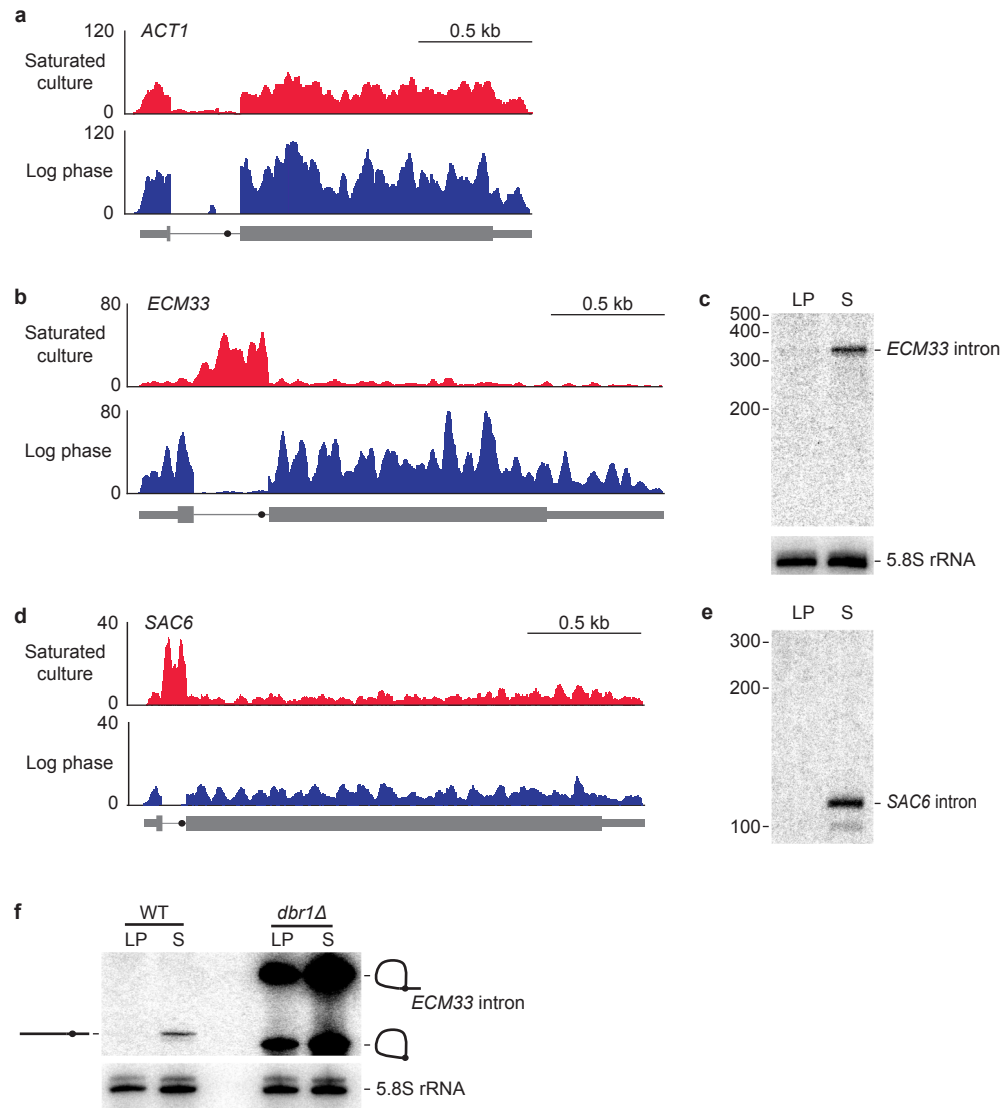 a
120
ACT1
0.5 kb
Saturated
culture
0
120
Log phase
0
b
80
ECM33
0.5 kb
Saturated
culture
0
80
Log phase
0
c
LP S
500-
400-
300-
200-
- ECM33 intron
- 5.8S rRNA
d
40
SAC6
0.5 kb
Saturated
culture
0
40
Log phase
0
e
LP S
300-
200-
100-
- SAC6 intron
f
WT dbr1Δ
LP S LP S
ECM33 intron
- 5.8S rRNA